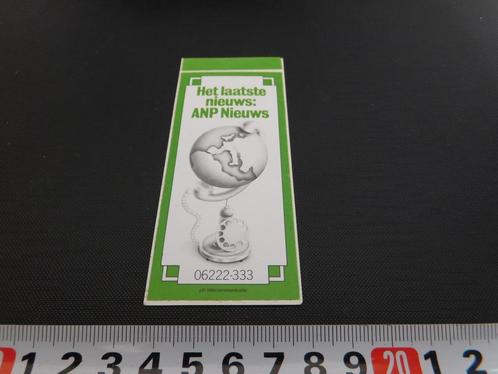 Het laatste
nieuws:
ANP Nieuws
06222-333
1 2 3 4 5 6 7 8 9 20 1 2